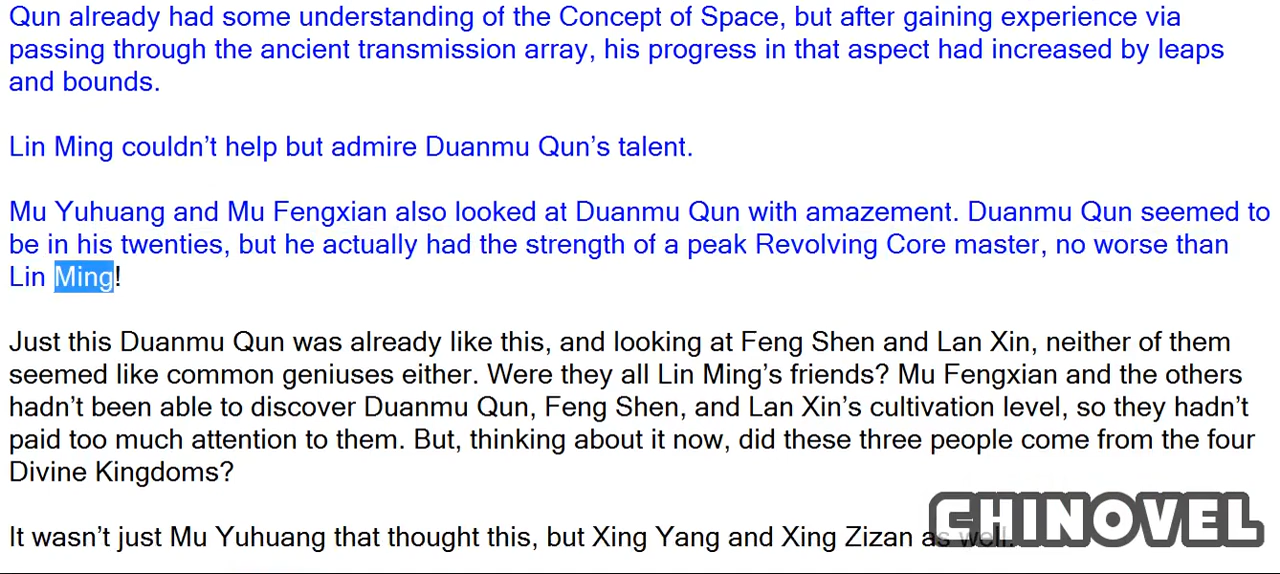 Qun already had some understanding of the Concept of Space, but after gaining experience via
passing through the ancient transmission array, his progress in that aspect had increased by leaps
and bounds.
Lin Ming couldn’t help but admire Duanmu Qun’s talent.
Mu Yuhuang and Mu Fengxian also looked at Duanmu Qun with amazement. Duanmu Qun seemed to
be in his twenties, but he actually had the strength of a peak Revolving Core master, no worse than
Lin Ming!
Just this Duanmu Qun was already like this, and looking at Feng Shen and Lan Xin, neither of them
seemed like common geniuses either. Were they all Lin Ming’s friends? Mu Fengxian and the others
hadn’t been able to discover Duanmu Qun, Feng Shen, and Lan Xin’s cultivation level, so they hadn’t
paid too much attention to them. But, thinking about it now, did these three people come from the four
Divine Kingdoms?
It wasn’t just Mu Yuhuang that thought this, but Xing Yang and Xing Zizan as well.
CHINOVEL